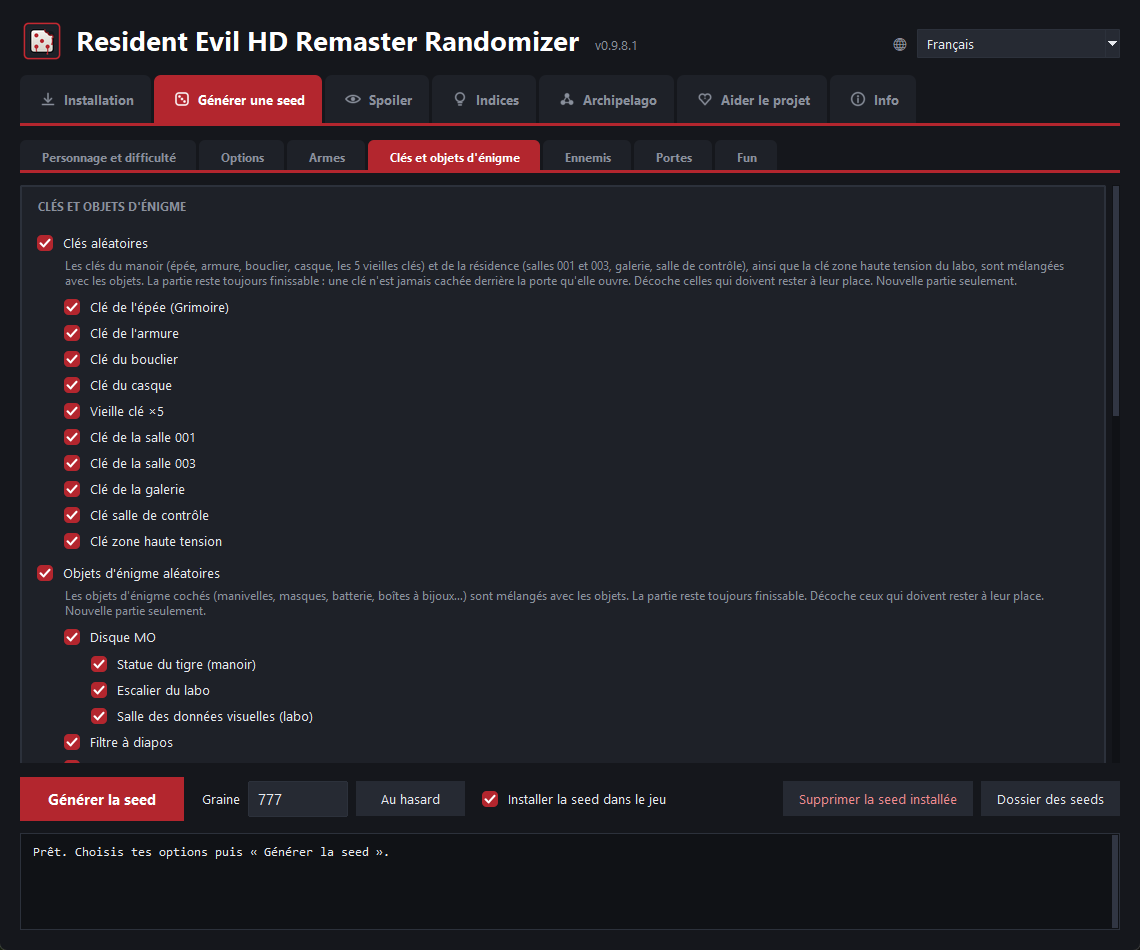 Resident Evil HD Remaster Randomizer v0.9.8.1
Français
Installation
Générer une seed
Spoiler
Indices
Archipelago
Aider le projet
Info
Personnage et difficulté
Options
Armes
Clés et objets d'énigme
Ennemis
Portes
Fun
CLÉS ET OBJETS D'ÉNIGME
Clés aléatoires
Les clés du manoir (épée, armure, bouclier, casque, les 5 vieilles clés) et de la résidence (salles 001 et 003, galerie, salle de contrôle), ainsi que la clé zone haute tension du labo, sont mélangées
avec les objets. La partie reste toujours finissable : une clé n'est jamais cachée derrière la porte qu'elle ouvre. Décoche celles qui doivent rester à leur place. Nouvelle partie seulement.
Clé de l'épée (Grimoire)
Clé de l'armure
Clé du bouclier
Clé du casque
Vieille clé ×5
Clé de la salle 001
Clé de la salle 003
Clé de la galerie
Clé salle de contrôle
Clé zone haute tension
Objets d'énigme aléatoires
Les objets d'énigme cochés (manivelles, masques, batterie, boîtes à bijoux...) sont mélangés avec les objets. La partie reste toujours finissable. Décoche ceux qui doivent rester à leur place.
Nouvelle partie seulement.
Disque MO
Statue du tigre (manoir)
Escalier du labo
Salle des données visuelles (labo)
Filtre à diapos
Générer la seed
Graine
777
Au hasard
Installer la seed dans le jeu
Supprimer la seed installée
Dossier des seeds
Prêt. Choisis tes options puis « Générer la seed ».